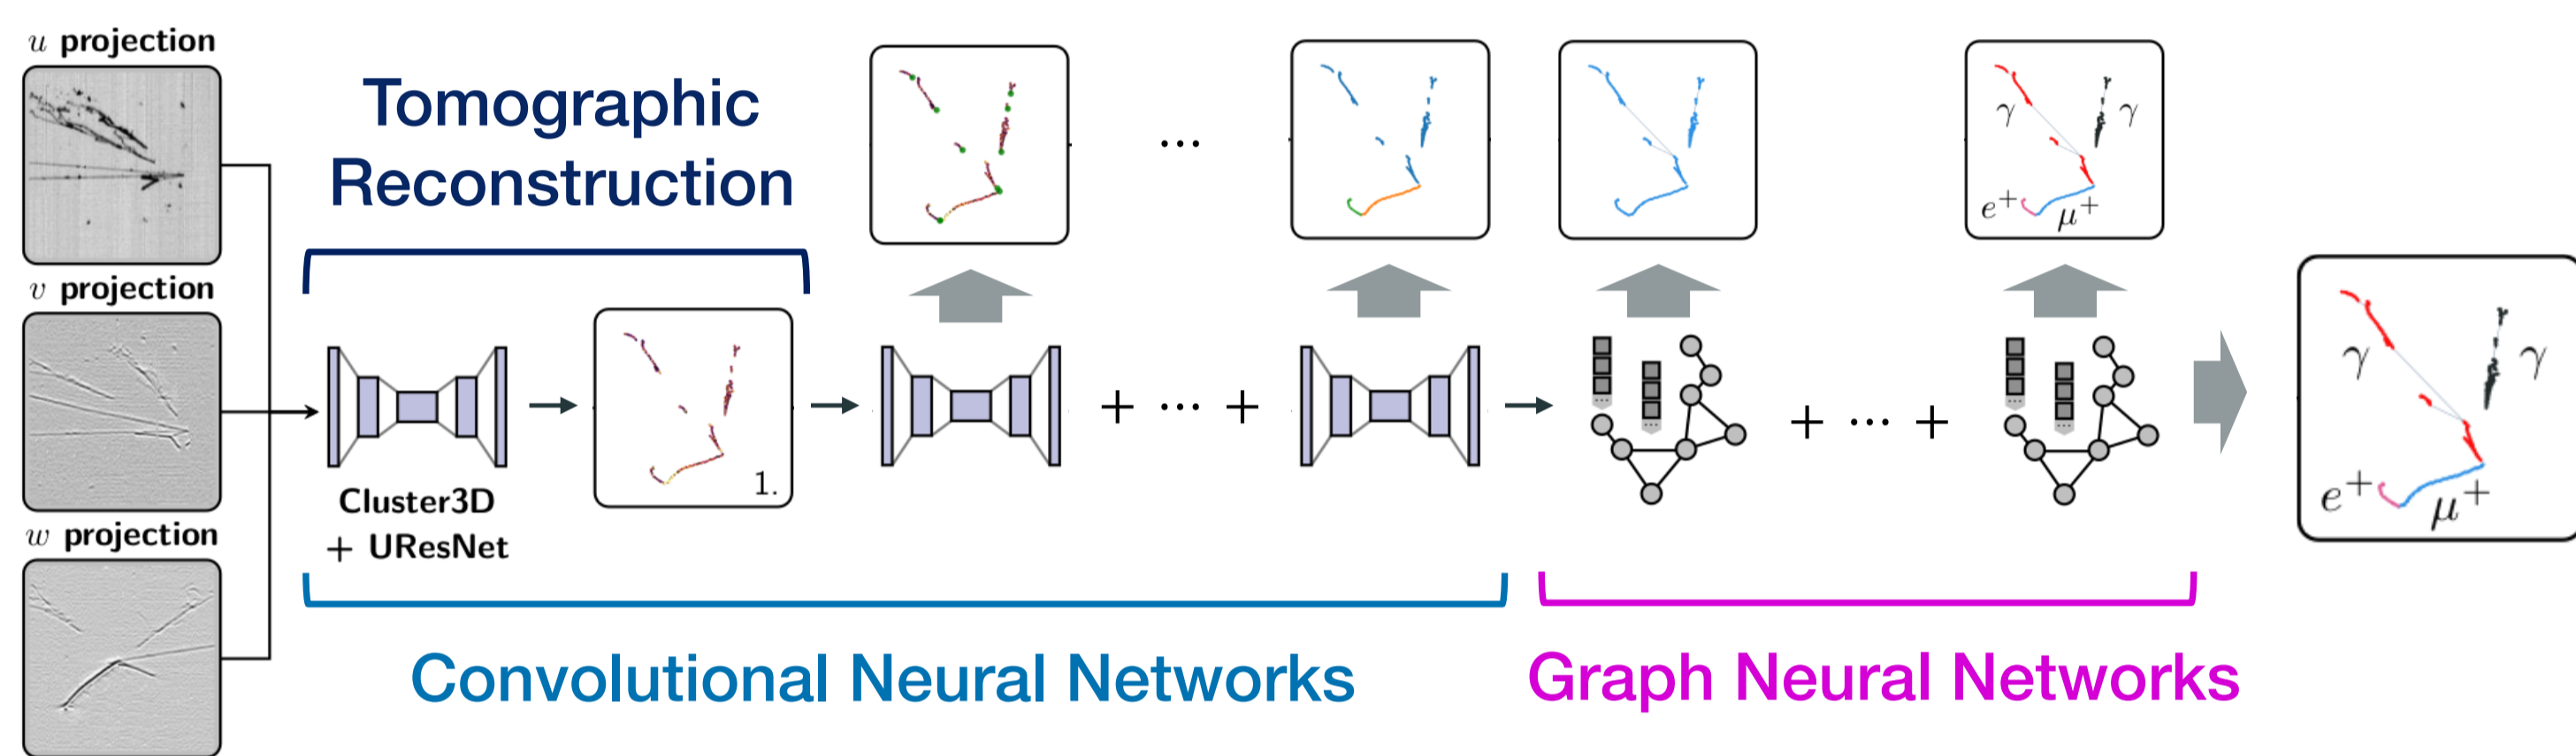 u projection
v projection
w projection
Tomographic
Reconstruction
Cluster3D
+ UResNet
1.
...
+ ... +
+ ... +
γ
γ
e+
μ+
γ
γ
e+
μ+
Convolutional Neural Networks
Graph Neural Networks